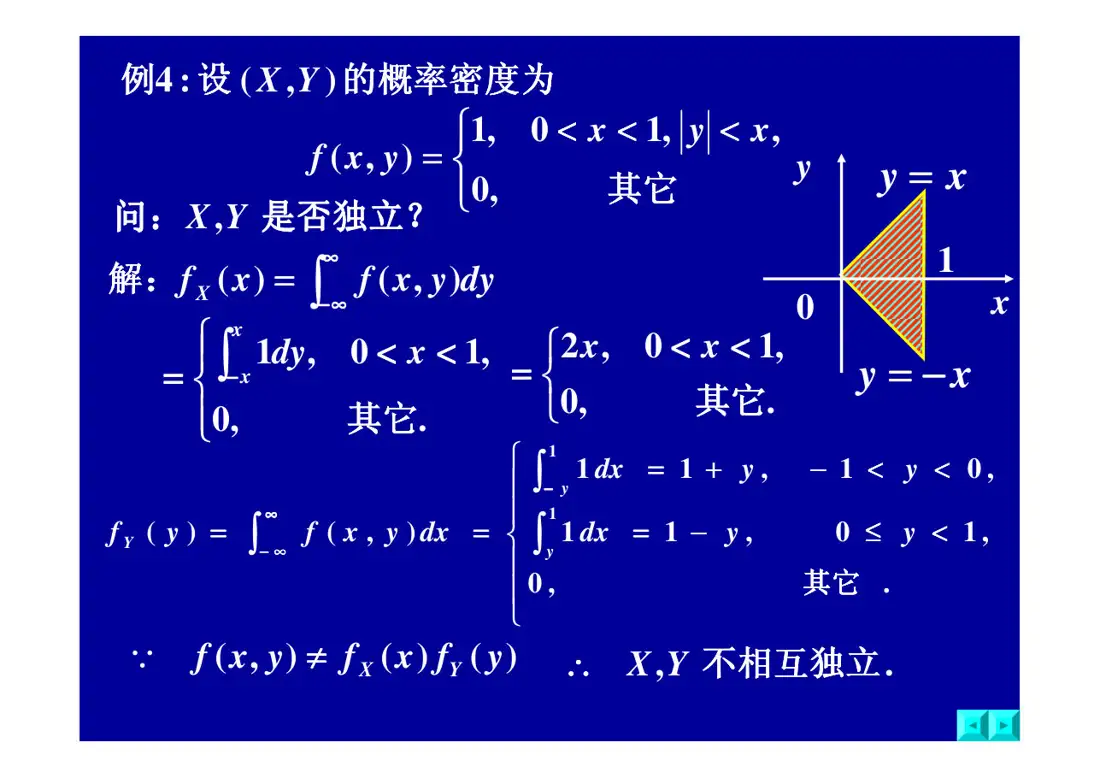 例4：设 (X,Y) 的概率密度为
f(x,y) = { 1, 0 < x < 1, |y| < x,
0, 其它
问：X,Y 是否独立？
y
y = x
1
0
x
y = −x
解：f_X(x) = ∫_{−∞}^{∞} f(x,y)dy
= { ∫_{−x}^{x} 1dy, 0 < x < 1,
0, 其它.
= { 2x, 0 < x < 1,
0, 其它.
f_Y(y) = ∫_{−∞}^{∞} f(x,y)dx = { ∫_{−y}^{1} 1dx = 1 + y, −1 < y < 0,
∫_{y}^{1} 1dx = 1 − y, 0 ≤ y < 1,
0, 其它.
∵ f(x,y) ≠ f_X(x)f_Y(y) ∴ X,Y 不相互独立.